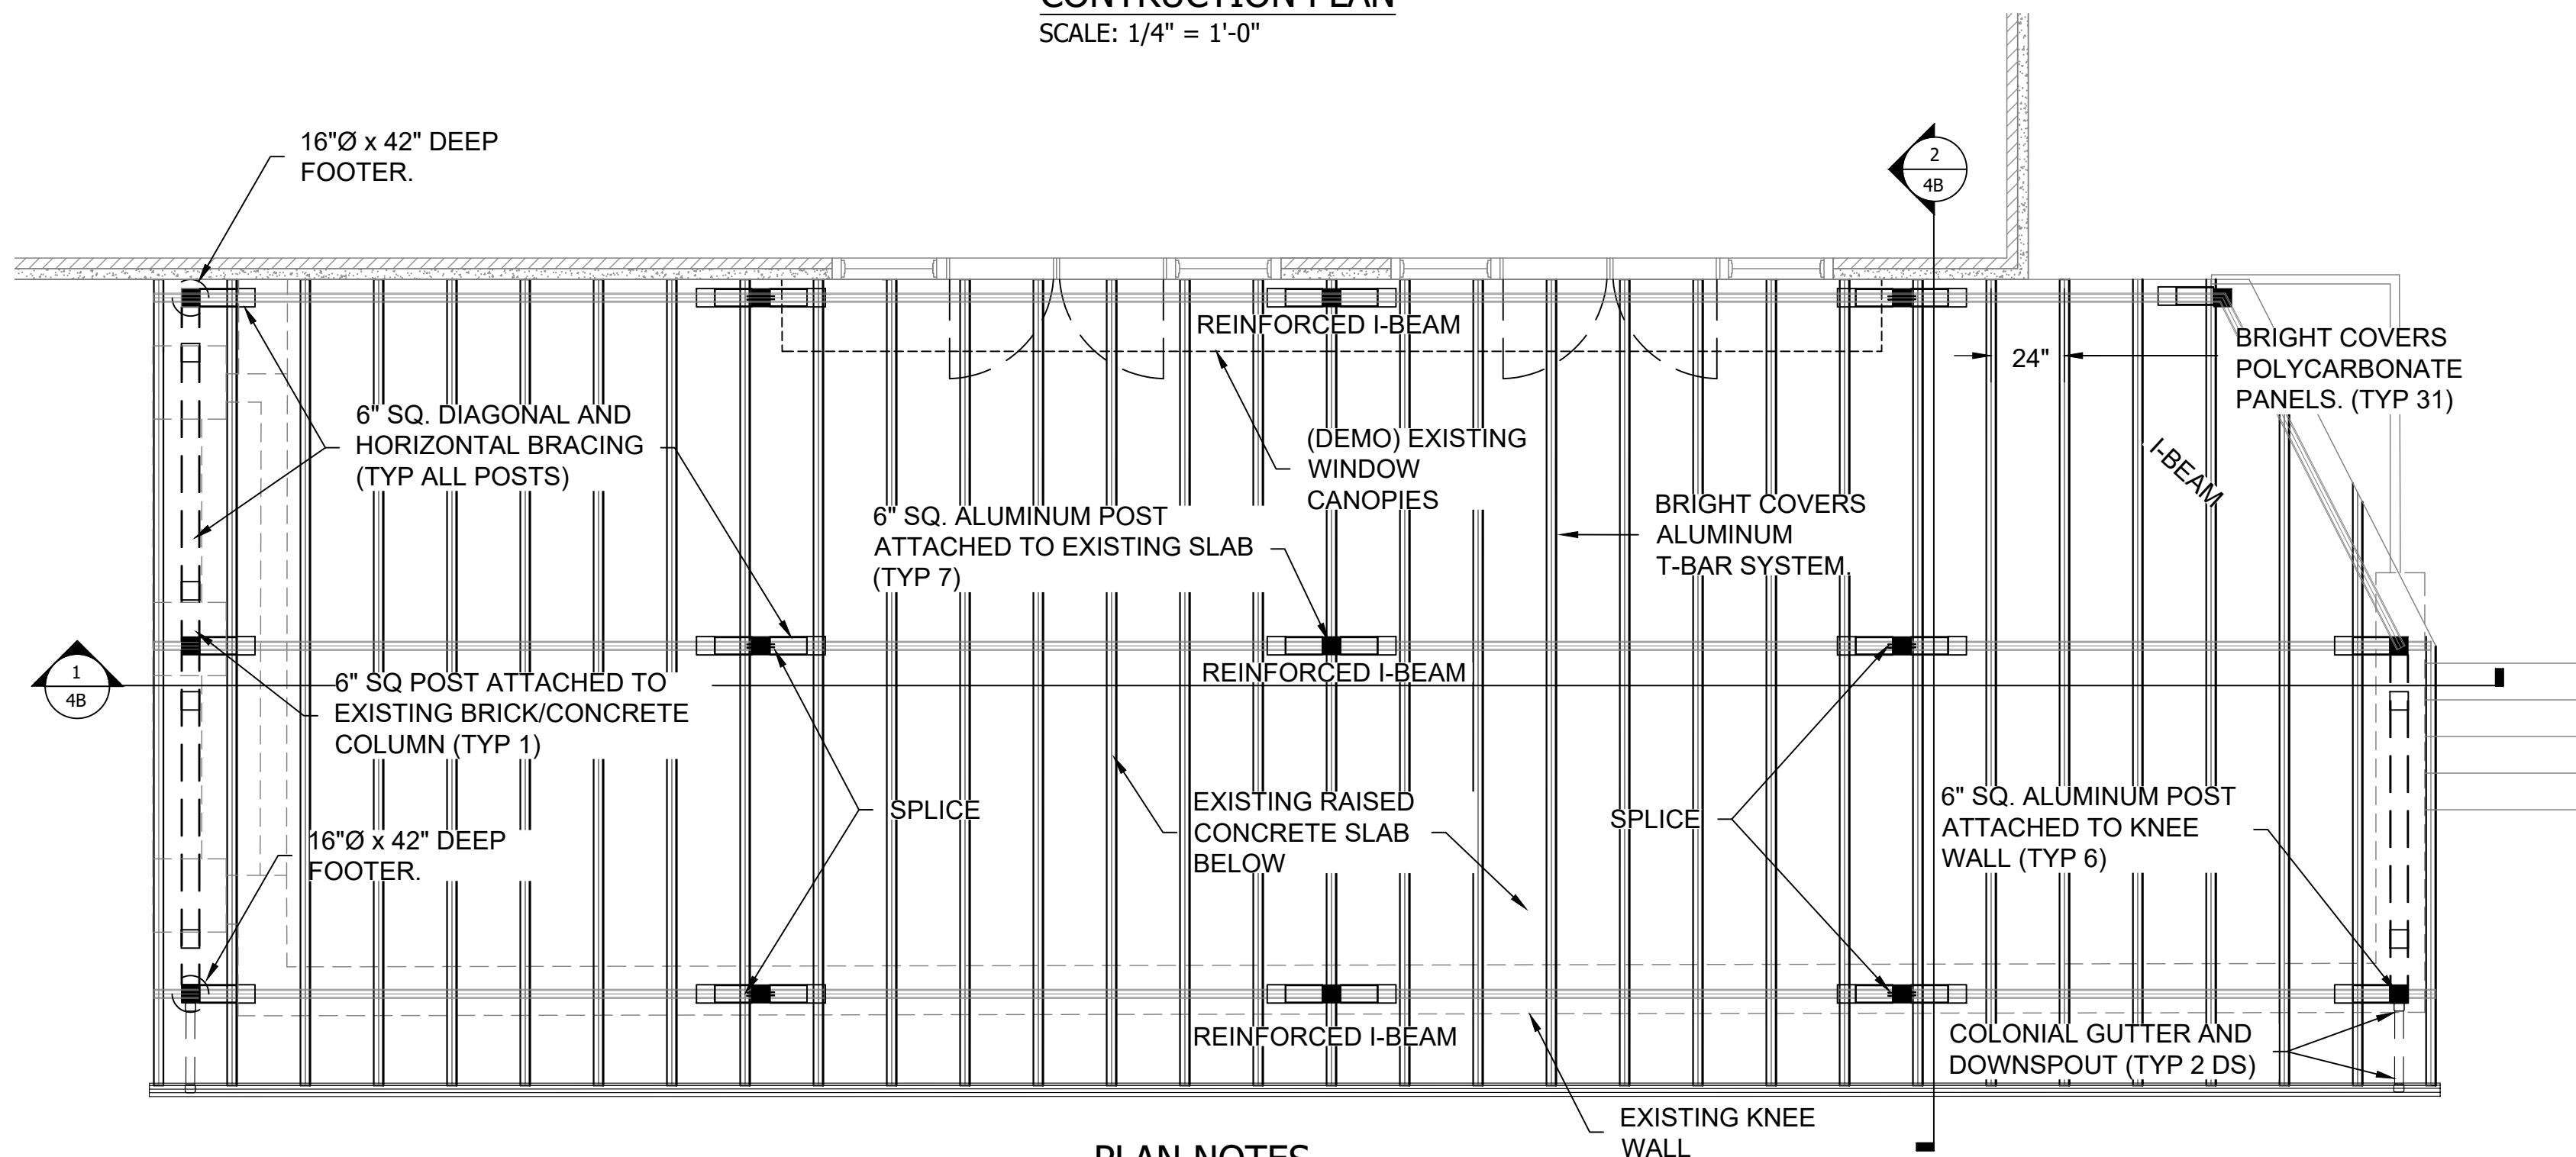 CONTRUCTION PLAN
SCALE: 1/4" = 1'-0"
16"Ø x 42" DEEP
FOOTER.
2
4B
REINFORCED I-BEAM
24"
BRIGHT COVERS
POLYCARBONATE
PANELS. (TYP 31)
6" SQ. DIAGONAL AND
HORIZONTAL BRACING
(TYP ALL POSTS)
(DEMO) EXISTING
WINDOW
CANOPIES
I-BEAM
6" SQ. ALUMINUM POST
ATTACHED TO EXISTING SLAB
(TYP 7)
BRIGHT COVERS
ALUMINUM
T-BAR SYSTEM.
1
4B
6" SQ POST ATTACHED TO
EXISTING BRICK/CONCRETE
COLUMN (TYP 1)
REINFORCED I-BEAM
SPLICE
EXISTING RAISED
CONCRETE SLAB
BELOW
SPLICE
6" SQ. ALUMINUM POST
ATTACHED TO KNEE
WALL (TYP 6)
16"Ø x 42" DEEP
FOOTER.
REINFORCED I-BEAM
COLONIAL GUTTER AND
DOWNSPOUT (TYP 2 DS)
EXISTING KNEE
WALL
PLAN NOTES